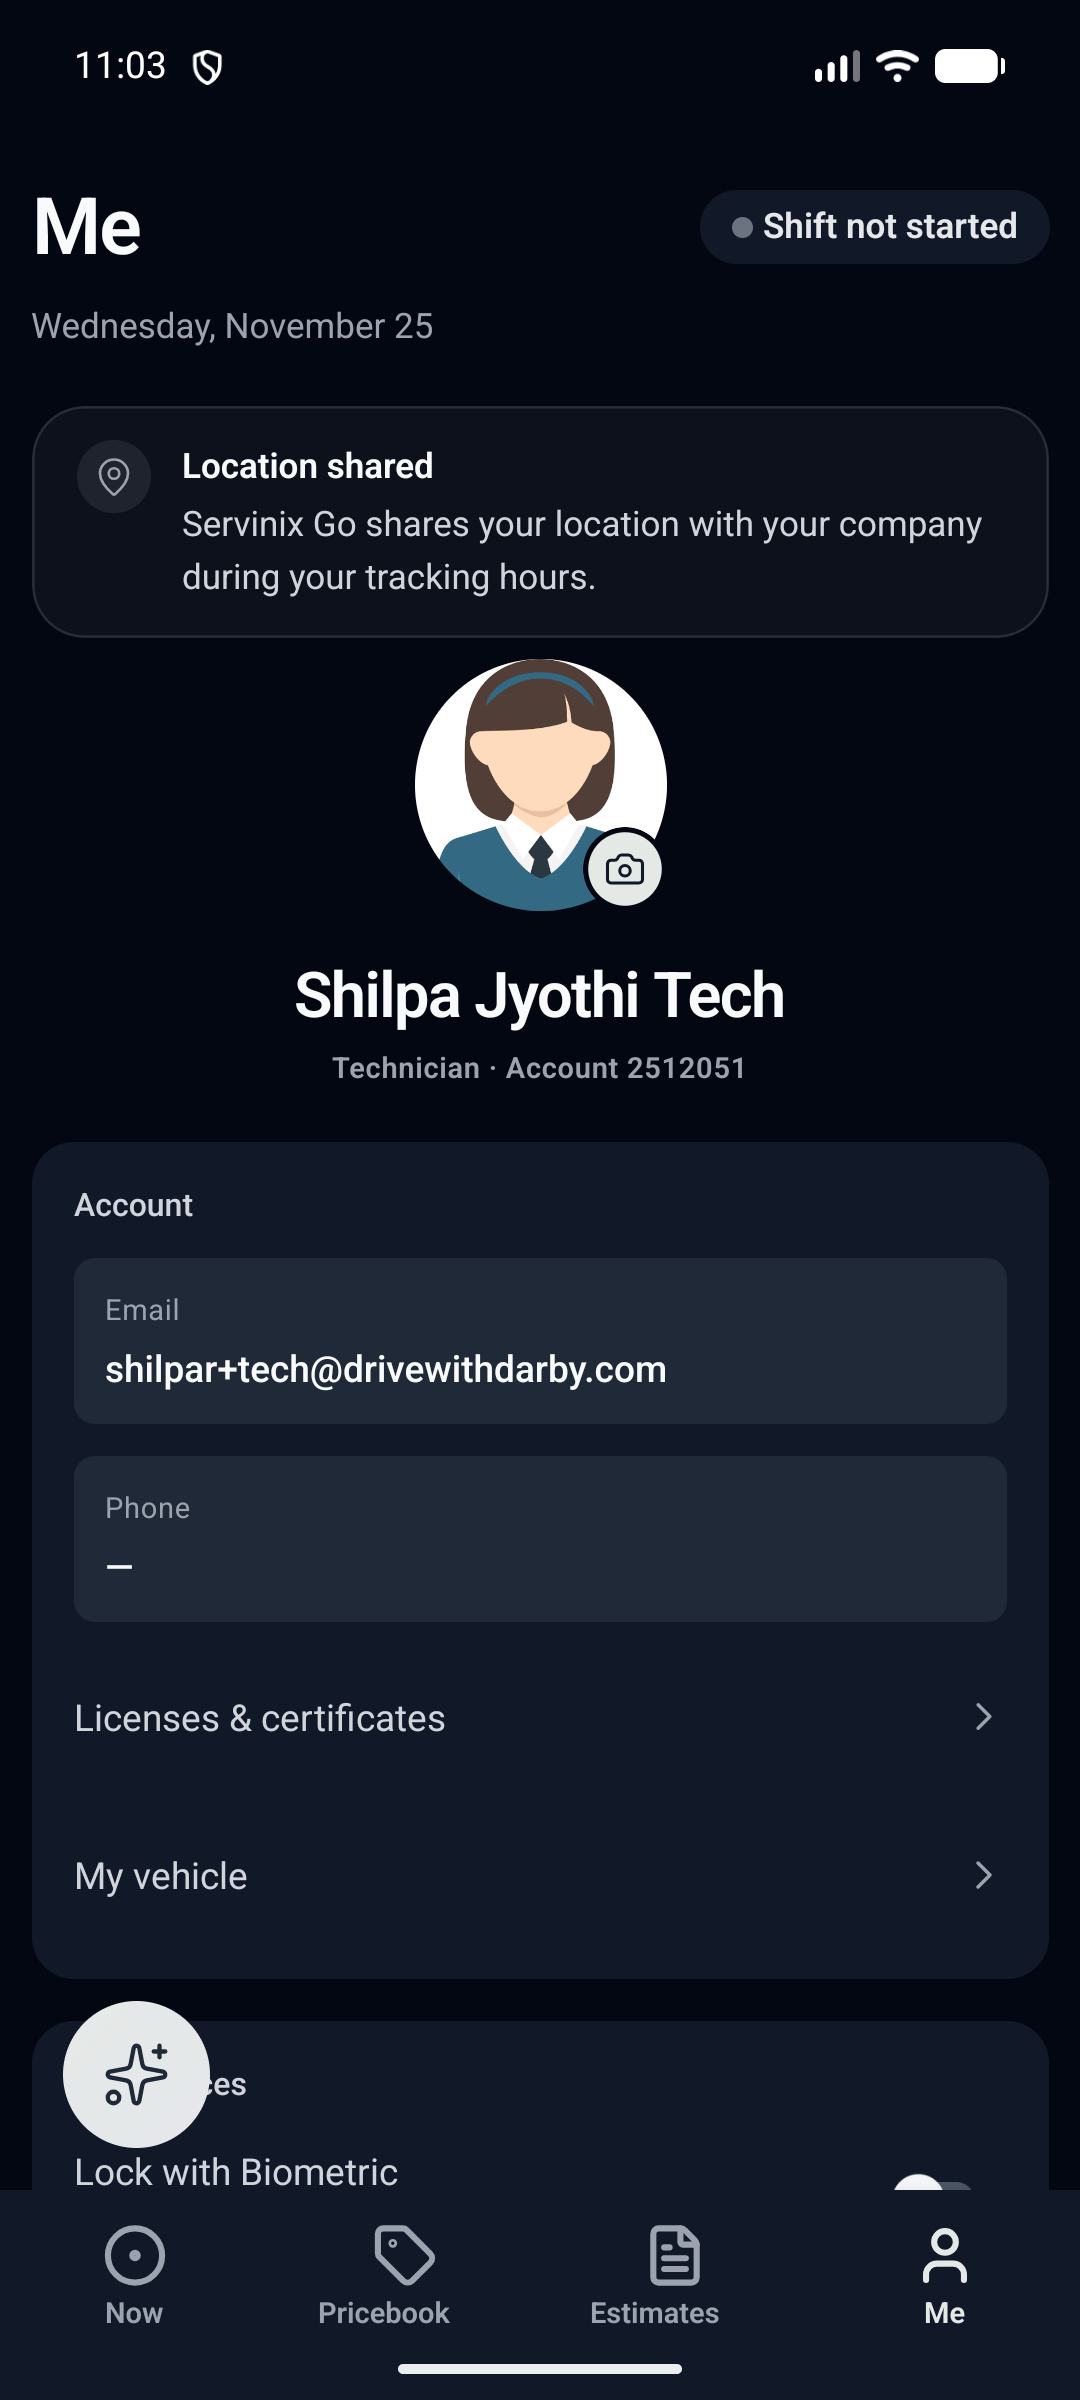 11:03
Me
Shift not started
Wednesday, November 25
Location shared
Servinix Go shares your location with your company
during your tracking hours.
Shilpa Jyothi Tech
Technician · Account 2512051
Account
Email
shilpar+tech@drivewithdarby.com
Phone
—
Licenses & certificates
My vehicle
Lock with Biometric
Now
Pricebook
Estimates
Me